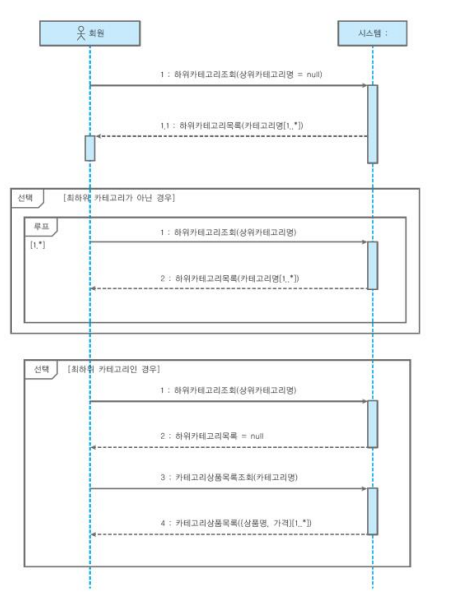 회원
시스템 :
1 : 하위카테고리조회(상위카테고리명 = null)
1.1 : 하위카테고리목록(카테고리명[1..*])
선택 [최하위 카테고리가 아닌 경우]
루프
[1..*]
1 : 하위카테고리조회(상위카테고리명)
2 : 하위카테고리목록(카테고리명[1..*])
선택 [최하위 카테고리인 경우]
1 : 하위카테고리조회(상위카테고리명)
2 : 하위카테고리목록 = null
3 : 카테고리상품목록조회(카테고리명)
4 : 카테고리상품목록({상품명, 가격}[1..*])